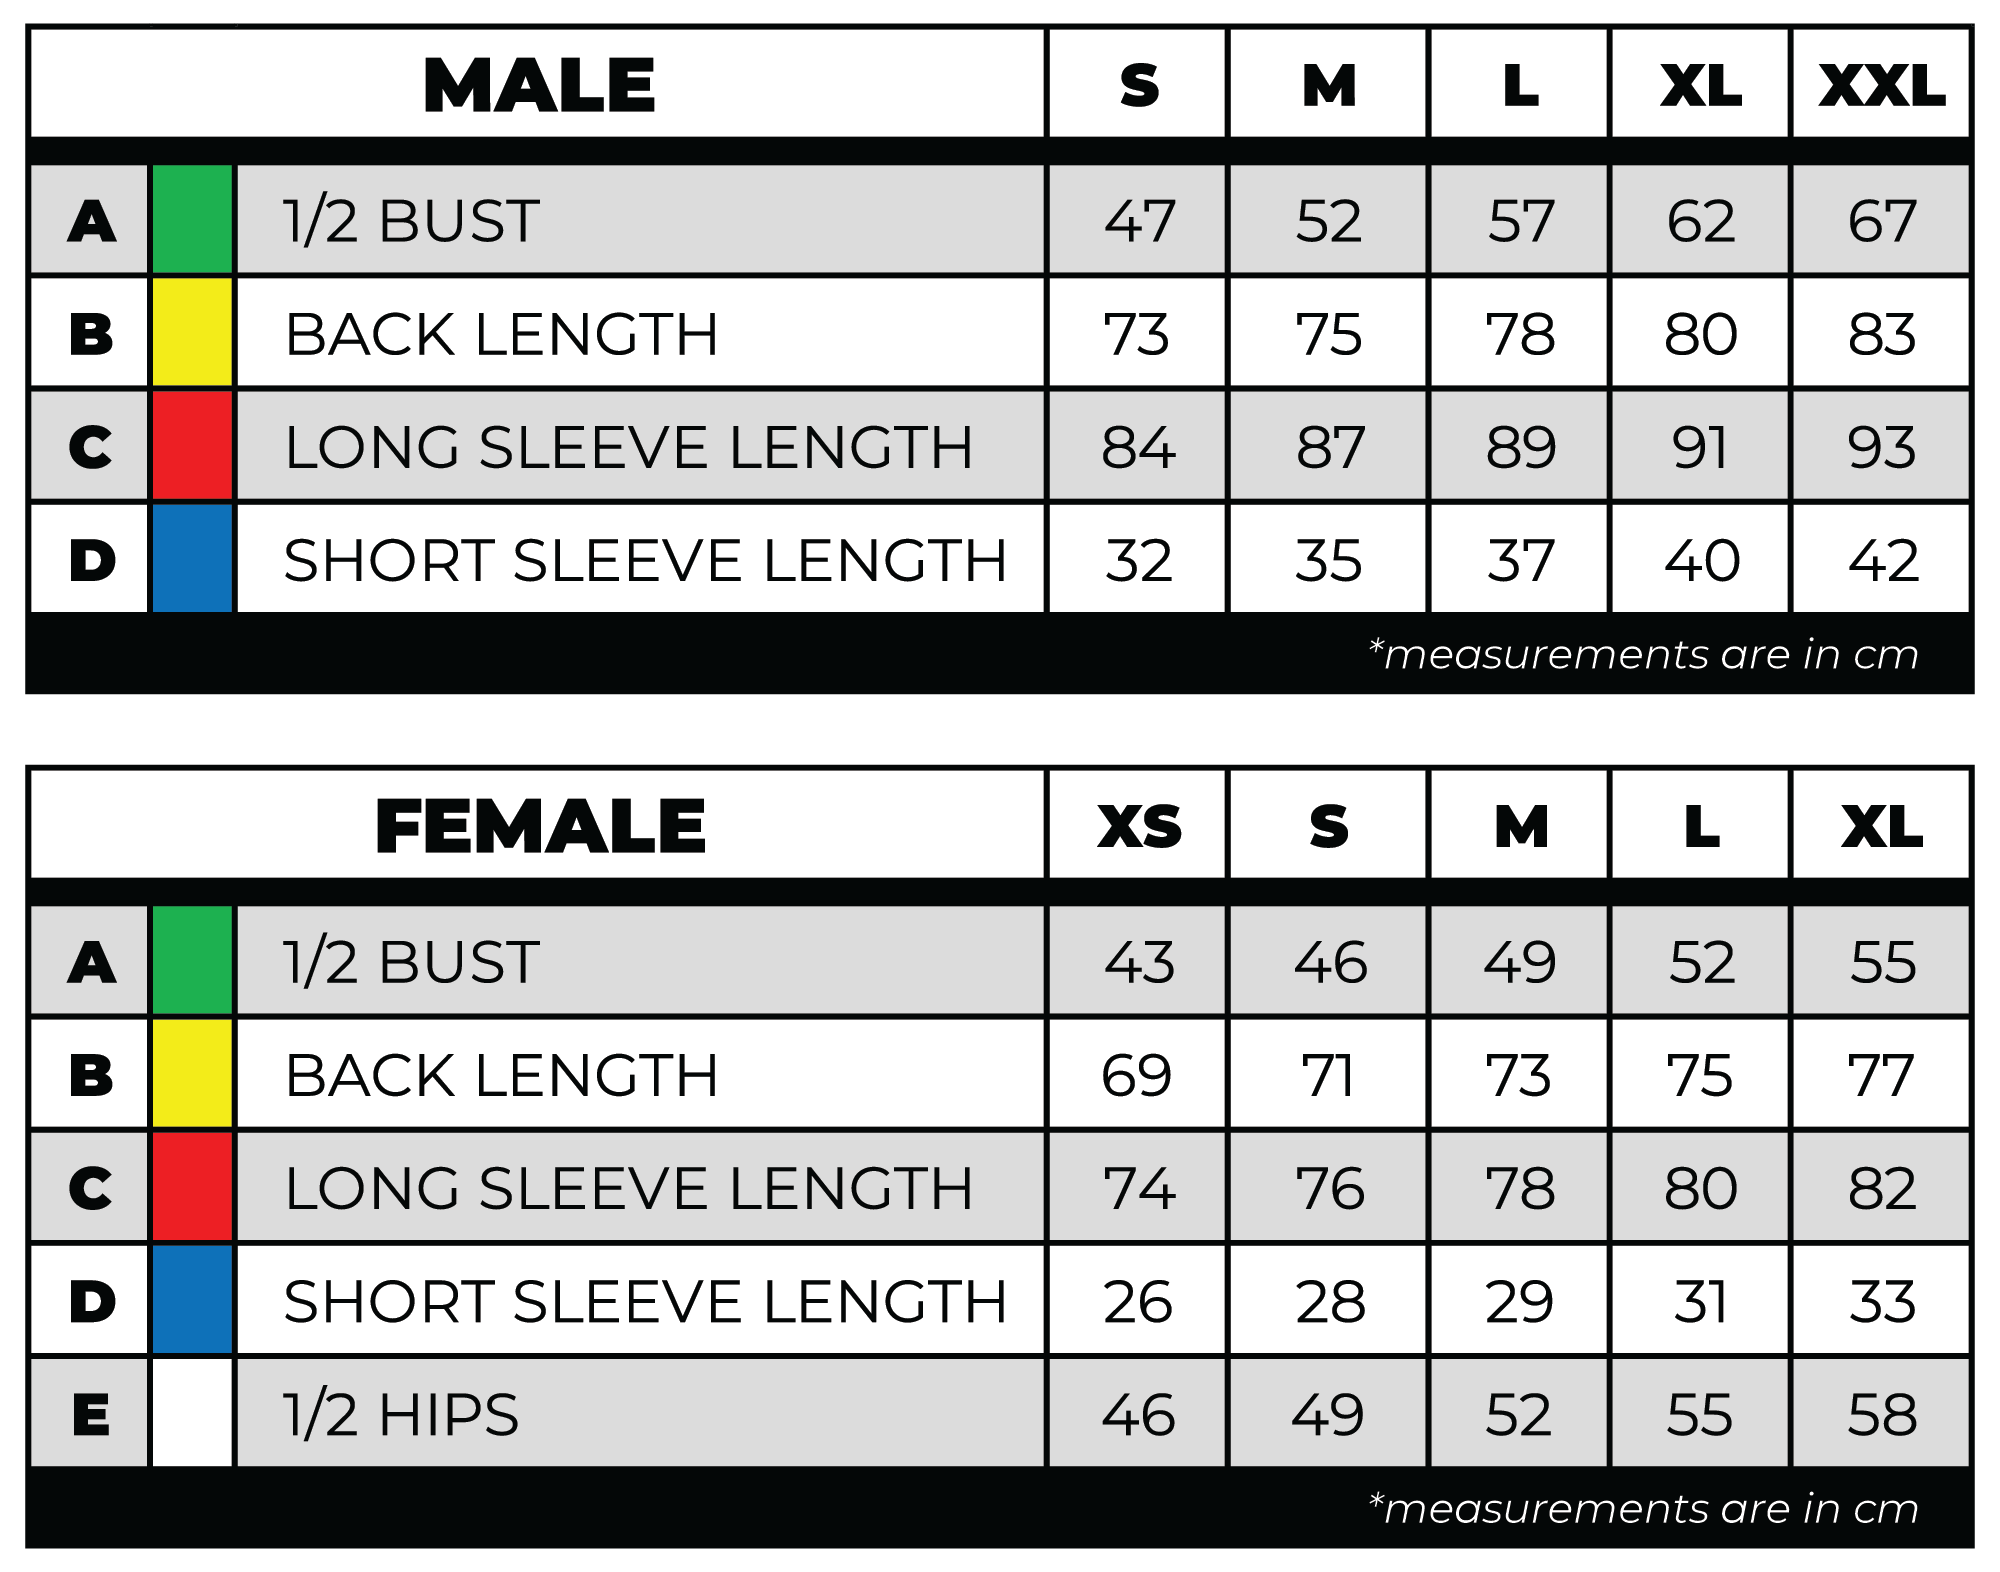 MALE S M L XL XXL
A 1/2 BUST 47 52 57 62 67
B BACK LENGTH 73 75 78 80 83
C LONG SLEEVE LENGTH 84 87 89 91 93
D SHORT SLEEVE LENGTH 32 35 37 40 42
*measurements are in cm
FEMALE XS S M L XL
A 1/2 BUST 43 46 49 52 55
B BACK LENGTH 69 71 73 75 77
C LONG SLEEVE LENGTH 74 76 78 80 82
D SHORT SLEEVE LENGTH 26 28 29 31 33
E 1/2 HIPS 46 49 52 55 58
*measurements are in cm